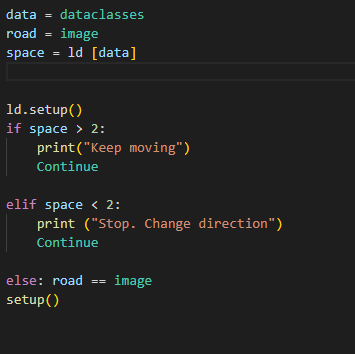 data = dataclasses
road = image
space = ld [data]
ld.setup()
if space > 2:
print("Keep moving")
Continue
elif space < 2:
print ("Stop. Change direction")
Continue
else: road == image
setup()